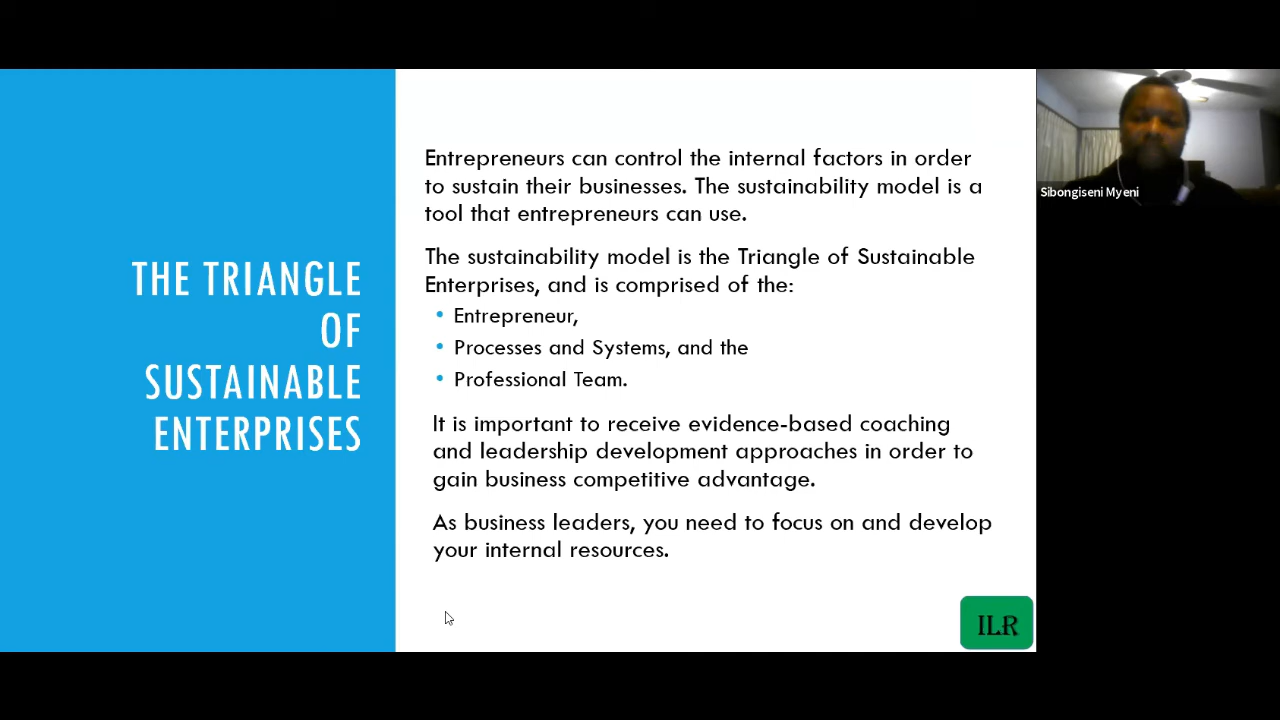 THE TRIANGLE
OF
SUSTAINABLE
ENTERPRISES
Entrepreneurs can control the internal factors in order
to sustain their businesses. The sustainability model is a
tool that entrepreneurs can use.
The sustainability model is the Triangle of Sustainable
Enterprises, and is comprised of the:
• Entrepreneur,
• Processes and Systems, and the
• Professional Team.
It is important to receive evidence-based coaching
and leadership development approaches in order to
gain business competitive advantage.
As business leaders, you need to focus on and develop
your internal resources.
ILR
Sibongiseni Myeni